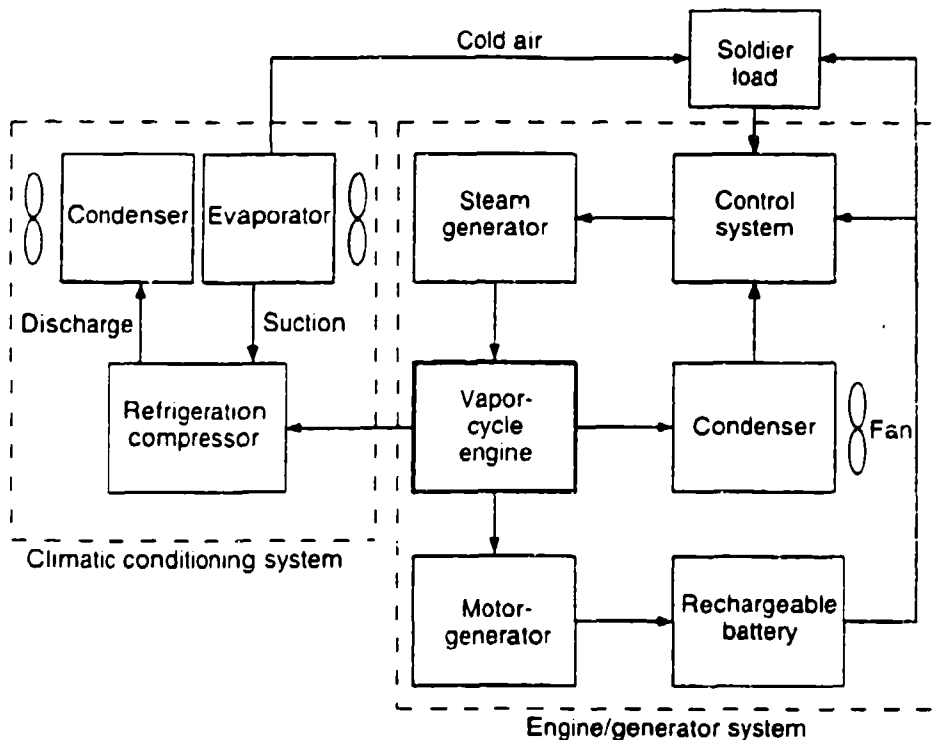 Cold air
Soldier
load
Condenser
Evaporator
Steam
generator
Control
system
Discharge
Suction
Refrigeration
compressor
Vapor-
cycle
engine
Condenser
Fan
Climatic conditioning system
Motor-
generator
Rechargeable
battery
Engine/generator system